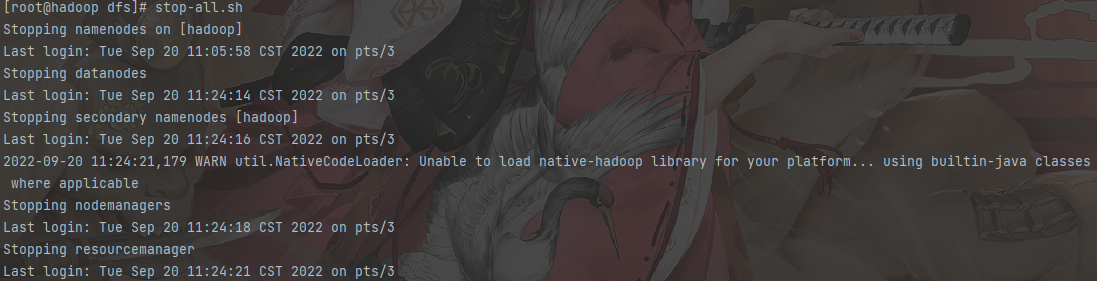 [root@hadoop dfs]# stop-all.sh
Stopping namenodes on [hadoop]
Last login: Tue Sep 20 11:05:58 CST 2022 on pts/3
Stopping datanodes
Last login: Tue Sep 20 11:24:14 CST 2022 on pts/3
Stopping secondary namenodes [hadoop]
Last login: Tue Sep 20 11:24:16 CST 2022 on pts/3
2022-09-20 11:24:21,179 WARN util.NativeCodeLoader: Unable to load native-hadoop library for your platform... using builtin-java classes
where applicable
Stopping nodemanagers
Last login: Tue Sep 20 11:24:18 CST 2022 on pts/3
Stopping resourcemanager
Last login: Tue Sep 20 11:24:21 CST 2022 on pts/3